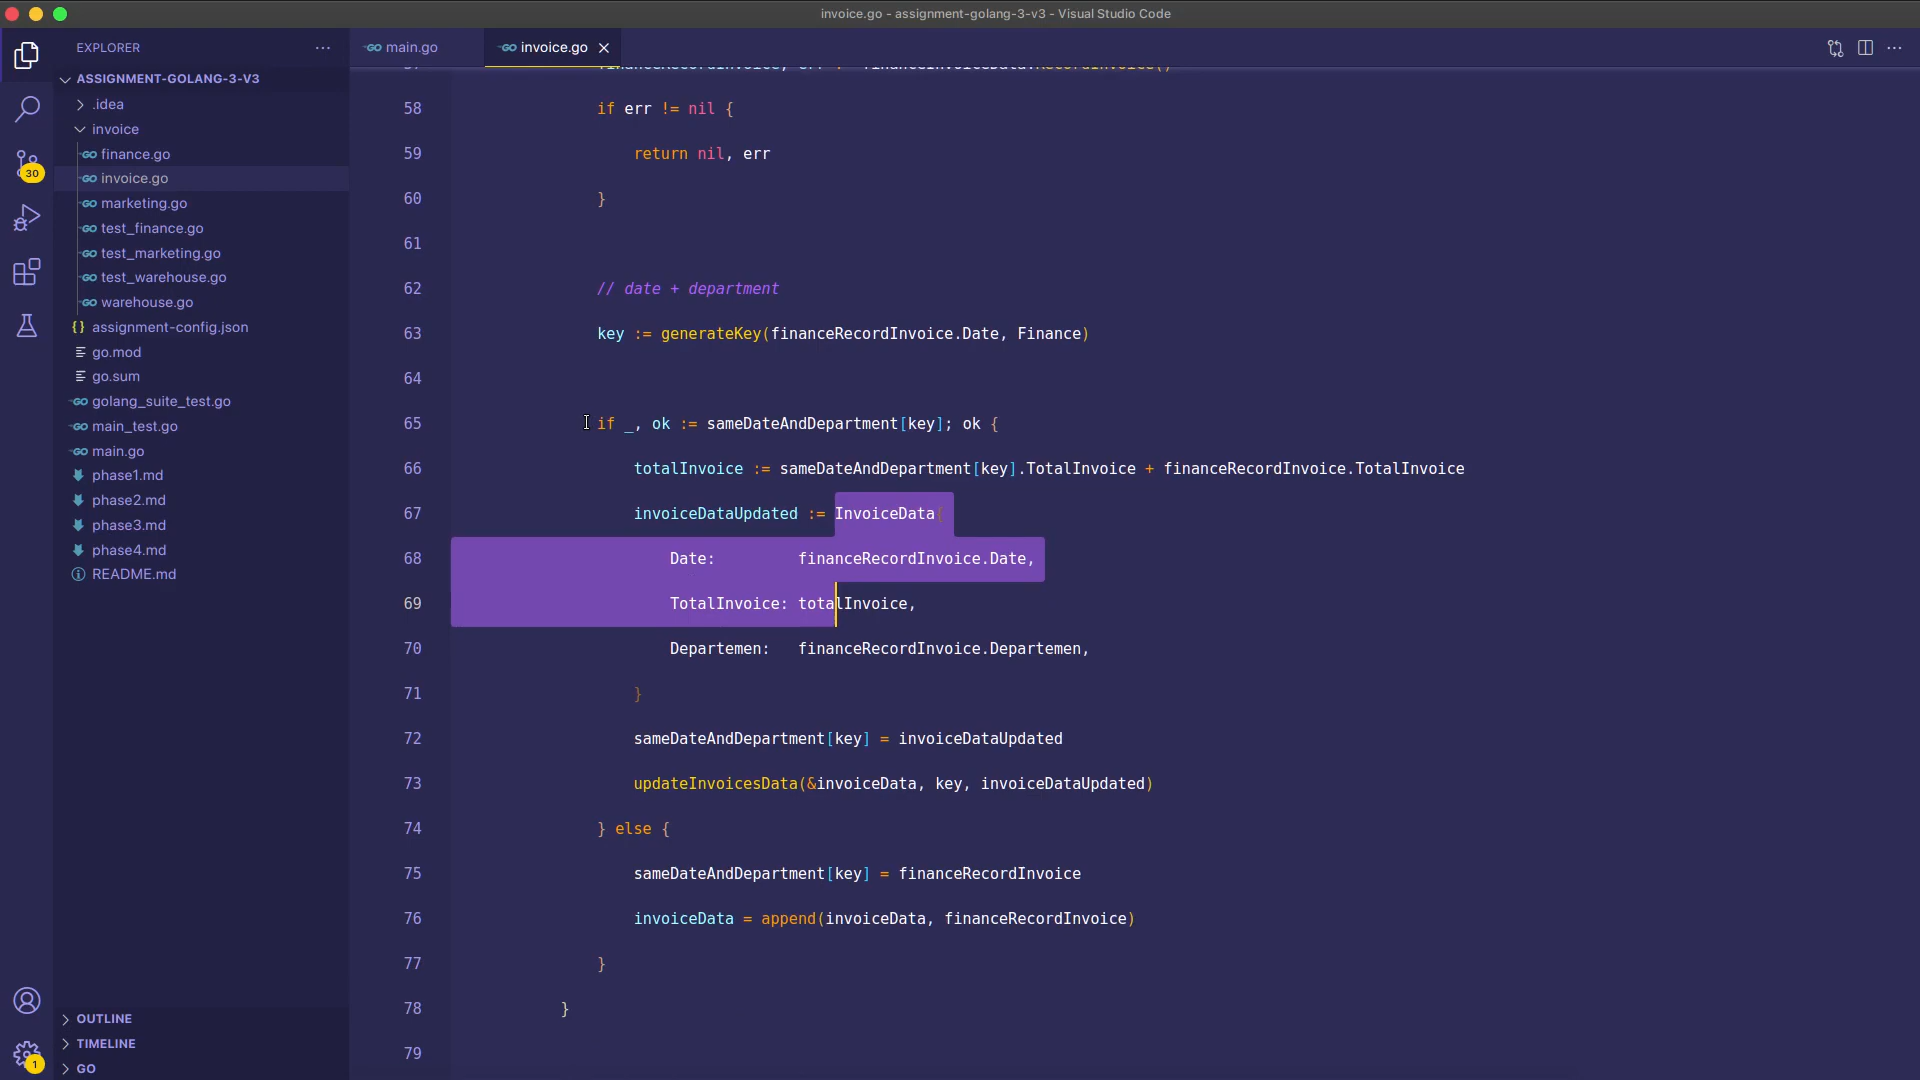 invoice.go - assignment-golang-3-v3 - Visual Studio Code
EXPLORER
main.go
invoice.go
ASSIGNMENT-GOLANG-3-V3
.idea
invoice
finance.go
invoice.go
marketing.go
test_finance.go
test_marketing.go
test_warehouse.go
warehouse.go
assignment-config.json
go.mod
go.sum
golang_suite_test.go
main_test.go
main.go
phase1.md
phase2.md
phase3.md
phase4.md
README.md
OUTLINE
TIMELINE
GO
30
1
58 if err != nil {
59 return nil, err
60 }
61
62 // date + department
63 key := generateKey(financeRecordInvoice.Date, Finance)
64
65 if _, ok := sameDateAndDepartment[key]; ok {
66 totalInvoice := sameDateAndDepartment[key].TotalInvoice + financeRecordInvoice.TotalInvoice
67 invoiceDataUpdated := InvoiceData{
68 Date: financeRecordInvoice.Date,
69 TotalInvoice: totalInvoice,
70 Departemen: financeRecordInvoice.Departemen,
71 }
72 sameDateAndDepartment[key] = invoiceDataUpdated
73 updateInvoicesData(&invoiceData, key, invoiceDataUpdated)
74 } else {
75 sameDateAndDepartment[key] = financeRecordInvoice
76 invoiceData = append(invoiceData, financeRecordInvoice)
77 }
78 }
79